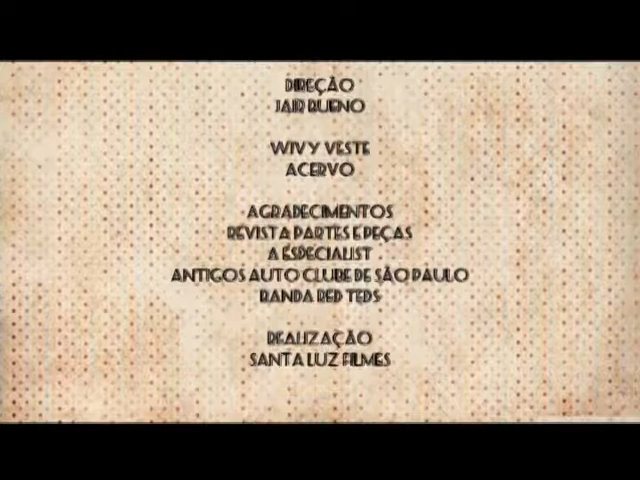 DIREÇÃO
JAIR BUENO
WIVY VESTE
ACERVO
AGRADECIMENTOS
REVISTA PARTES E PEÇAS
A ESPECIALIST
ANTIGOS AUTO CLUBE DE SÃO PAULO
BANDA RED TEDS
REALIZAÇÃO
SANTA LUZ FILMES